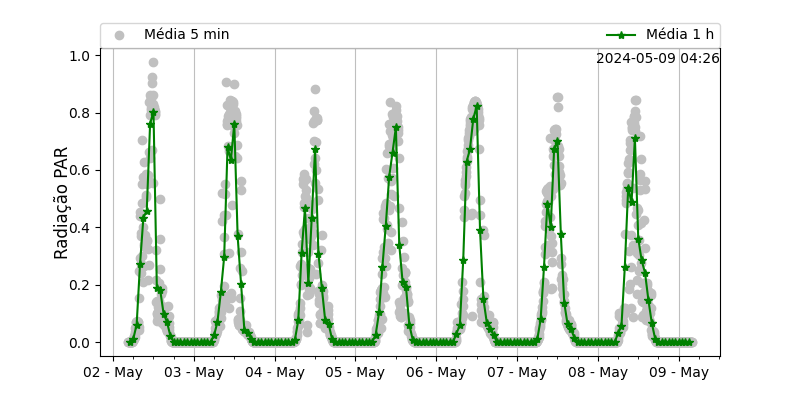 Média 5 min
Média 1 h
2024-05-09 04:26
Radiação PAR
1.0
0.8
0.6
0.4
0.2
0.0
02 - May
03 - May
04 - May
05 - May
06 - May
07 - May
08 - May
09 - May